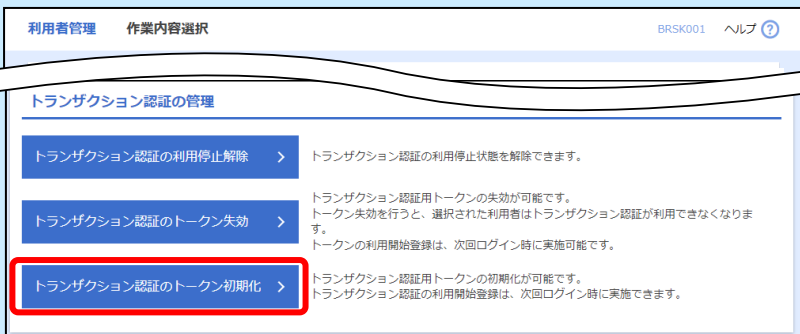 利用者管理 作業内容選択 BRSK001 ヘルプ ?
トランザクション認証の管理
トランザクション認証の利用停止解除 トランザクション認証の利用停止状態を解除できます。
トランザクション認証用トークンの失効が可能です。
トランザクション認証のトークン失効 トークン失効を行うと、選択された利用者はトランザクション認証が利用できなくなりま
す。
トークンの利用開始登録は、次回ログイン時に実施可能です。
トランザクション認証のトークン初期化 トランザクション認証用トークンの初期化が可能です。
トランザクション認証の利用開始登録は、次回ログイン時に実施できます。